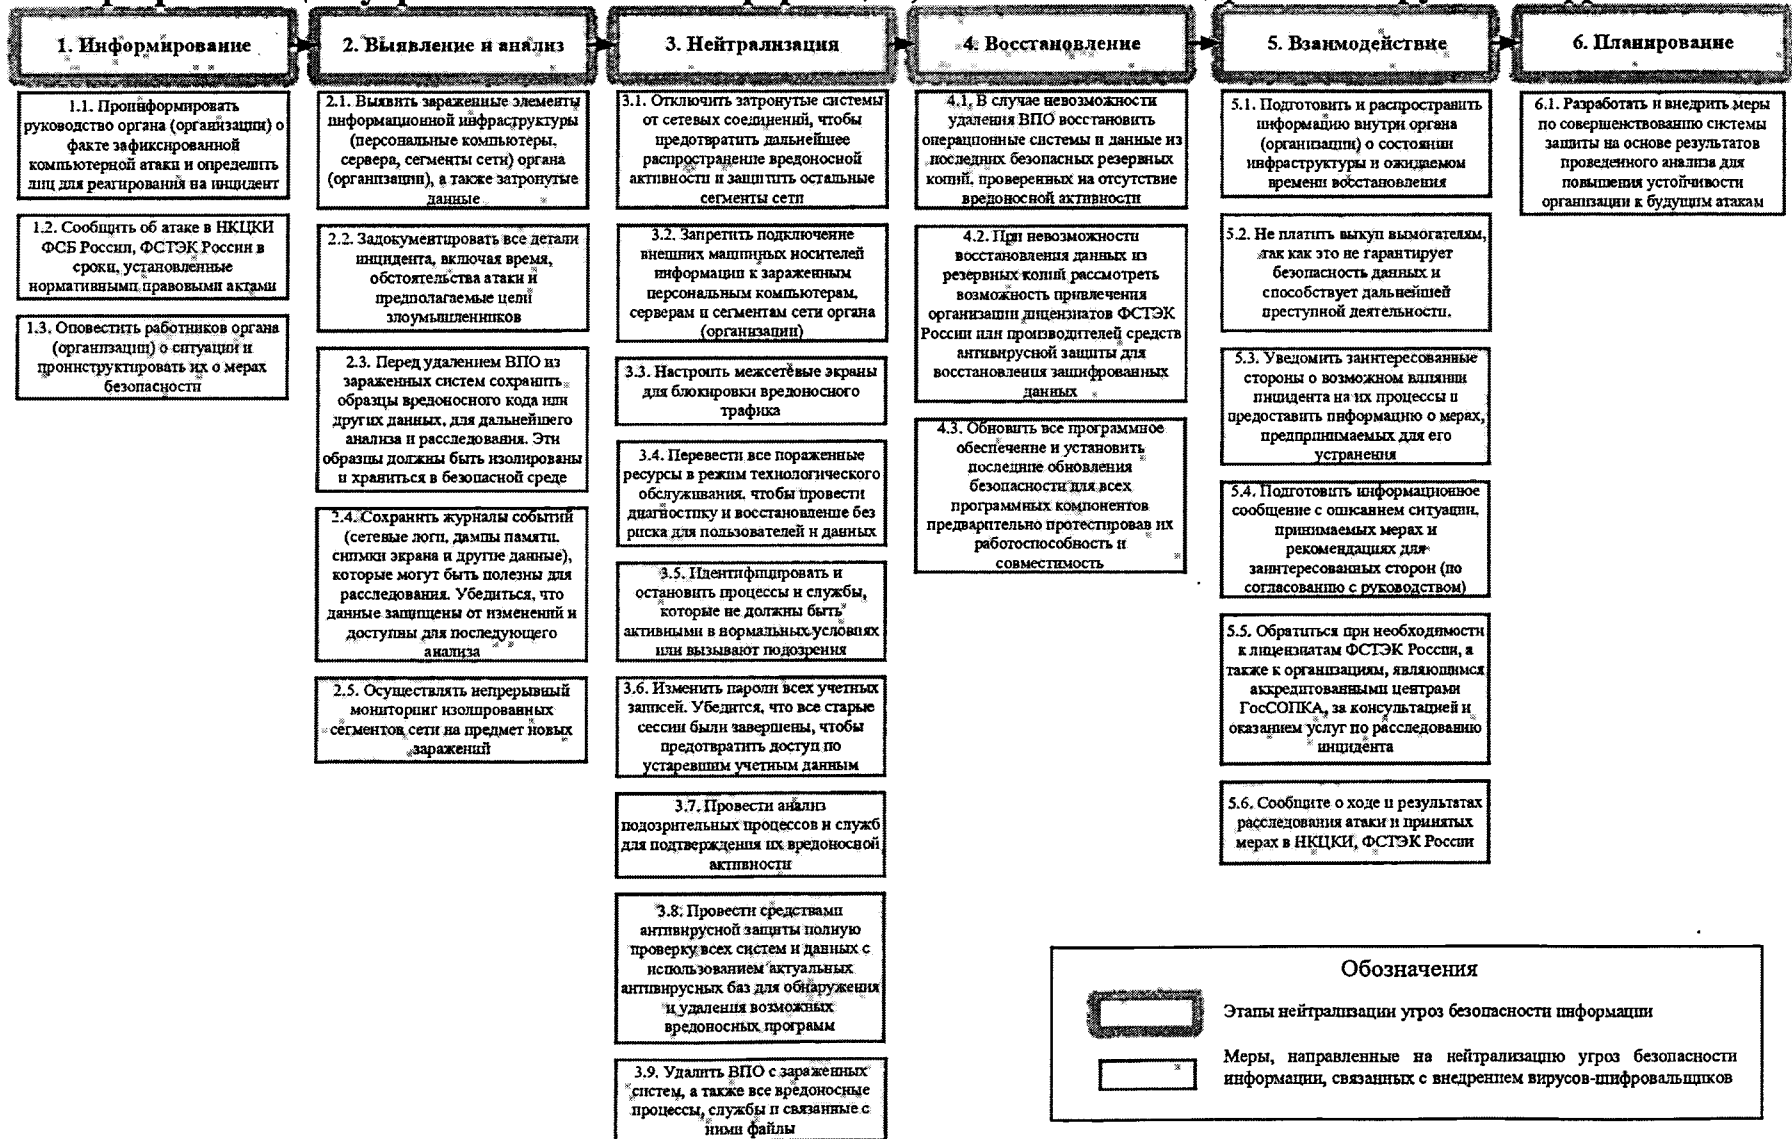 1. Информирование
1.1. Проинформировать
руководство органа (организации) о
факте зафиксированной
компьютерной атаки и определить
лиц для реагирования на инцидент
1.2. Сообщить об атаке в НКЦКИ
ФСБ России, ФСТЭК России в
сроки, установленные
нормативными правовыми актами
1.3. Оповестить работников органа
(организации) о ситуации и
проинструктировать их о мерах
безопасности
2. Выявление и анализ
2.1. Выявить зараженные элементы
информационной инфраструктуры
(персональные компьютеры,
сервера, сегменты сети) органа
(организации), а также затронутые
данные
2.2. Задокументировать все детали
инцидента, включая время,
обстоятельства атаки и
предполагаемые цели
злоумышленников
2.3. Перед удалением ВПО из
зараженных систем сохранить
образцы вредоносного кода или
других данных, для дальнейшего
анализа и расследования. Эти
образцы должны быть изолированы
и храниться в безопасной среде
2.4. Сохранить журналы событий
(сетевые логи, дампы памяти,
снимки экрана и другие данные),
которые могут быть полезны для
расследования. Убедиться, что
данные защищены от изменений и
доступны для последующего
анализа
2.5. Осуществлять непрерывный
мониторинг изолированных
сегментов сети на предмет новых
заражений
3. Нейтрализация
3.1. Отключить затронутые системы
от сетевых соединений, чтобы
предотвратить дальнейшее
распространение вредоносной
активности и защитить остальные
сегменты сети
3.2. Запретить подключение
внешних машинных носителей
информации к зараженным
персональным компьютерам,
серверам и сегментам сети органа
(организации)
3.3. Настроить межсетевые экраны
для блокировки вредоносного
трафика
3.4. Перевести все пораженные
ресурсы в режим технологического
обслуживания, чтобы провести
диагностику и восстановление без
риска для пользователей и данных
3.5. Идентифицировать и
остановить процессы и службы,
которые не должны быть
активными в нормальных условиях
или вызывают подозрения
3.6. Изменить пароли всех учетных
записей. Убедится, что все старые
сессии были завершены, чтобы
предотвратить доступ по
устаревшим учетным данным
3.7. Провести анализ
подозрительных процессов и служб
для подтверждения их вредоносной
активности
3.8. Провести средствами
антивирусной защиты полную
проверку всех систем и данных с
использованием актуальных
антивирусных баз для обнаружения
и удаления возможных
вредоносных программ
3.9. Удалить ВПО с зараженных
систем, а также все вредоносные
процессы, службы и связанные с
ними файлы
4. Восстановление
4.1. В случае невозможности
удаления ВПО восстановить
операционные системы и данные из
последних безопасных резервных
копий, проверенных на отсутствие
вредоносной активности
4.2. При невозможности
восстановления данных из
резервных копий рассмотреть
возможность привлечения
организации лицензиатов ФСТЭК
России или производителей средств
антивирусной защиты для
восстановления зашифрованных
данных
4.3. Обновить все программное
обеспечение и установить
последние обновления
безопасности для всех
программных компонентов
предварительно протестировав их
работоспособность и
совместимость
5. Взаимодействие
5.1. Подготовить и распространить
информацию внутри органа
(организации) о состоянии
инфраструктуры и ожидаемом
времени восстановления
5.2. Не платить выкуп вымогателям,
так как это не гарантирует
безопасность данных и
способствует дальнейшей
преступной деятельности.
5.3. Уведомить заинтересованные
стороны о возможном влиянии
инцидента на их процессы и
предоставить информацию о мерах,
предпринимаемых для его
устранения
5.4. Подготовить информационное
сообщение с описанием ситуации,
принимаемых мерах и
рекомендациях для
заинтересованных сторон (по
согласованию с руководством)
5.5. Обратиться при необходимости
к лицензиатам ФСТЭК России, а
также к организациям, являющимся
аккредитованными центрами
ГосСОПКА, за консультацией и
оказанием услуг по расследованию
инцидента
5.6. Сообщите о ходе и результатах
расследования атаки и принятых
мерах в НКЦКИ, ФСТЭК России
6. Планирование
6.1. Разработать и внедрить меры
по совершенствованию системы
защиты на основе результатов
проведенного анализа для
повышения устойчивости
организации к будущим атакам
Обозначения
Этапы нейтрализации угроз безопасности информации
Меры, направленные на нейтрализацию угроз безопасности
информации, связанных с внедрением вирусов-шифровальщиков